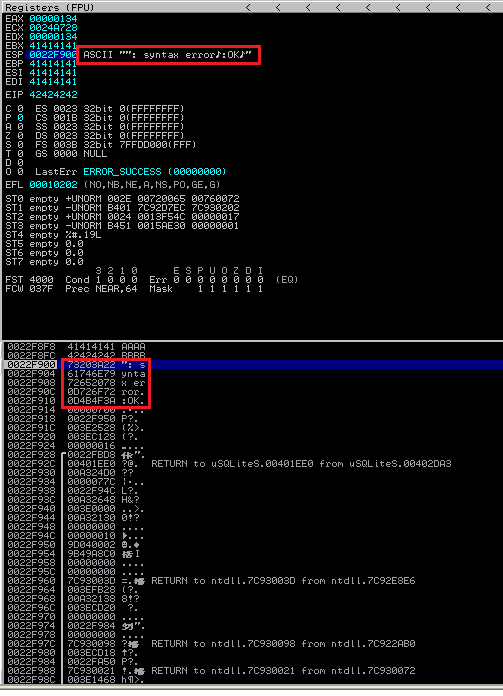 Registers (FPU) < < < < < < <
EAX 00000134
ECX 0024A728
EDX 00000134
EBX 41414141
ESP 0022F900 ASCII "": syntax error♪:OK♪"
EBP 41414141
ESI 41414141
EDI 41414141
EIP 42424242
C 0 ES 0023 32bit 0(FFFFFFFF)
P 0 CS 001B 32bit 0(FFFFFFFF)
A 0 SS 0023 32bit 0(FFFFFFFF)
Z 0 DS 0023 32bit 0(FFFFFFFF)
S 0 FS 003B 32bit 7FFDD000(FFF)
T 0 GS 0000 NULL
D 0
O 0 LastErr ERROR_SUCCESS (00000000)
EFL 00010202 (NO,NB,NE,A,NS,PO,GE,G)
ST0 empty +UNORM 002E 00720065 00760072
ST1 empty -UNORM B401 7C92D7EC 7C930202
ST2 empty +UNORM 0024 0013F54C 00000017
ST3 empty -UNORM B451 0015AE30 00000001
ST4 empty %#.19L
ST5 empty 0.0
ST6 empty 0.0
ST7 empty 0.0
3 2 1 0 E S P U O Z D I
FST 4000 Cond 1 0 0 0 Err 0 0 0 0 0 0 0 0 (EQ)
FCW 037F Prec NEAR,64 Mask 1 1 1 1 1 1
0022F8F8 41414141 AAAA
0022F8FC 42424242 BBBB
0022F900 73203A22 ": s
0022F904 61746E79 ynta
0022F908 72652078 x er
0022F90C 0D726F72 ror.
0022F910 0D4B4F3A :OK.
0022F914 00000700
0022F918 0022F950 P?".
0022F91C 003E2528 (%>.
0022F920 003EC128 (?.
0022F924 00000016 ....
0022F928 0022FBD8
0022F92C 00401EE0 ?@. RETURN to uSQLiteS.00401EE0 from uSQLiteS.00402DA3
0022F930 00A324D0 ??
0022F934 0000077C
0022F938 0022F94C L?.
0022F93C 00A32648 H&?
0022F940 003E0000 ..>.
0022F944 00A32130 0!?
0022F948 00000000 ....
0022F94C 00000010
0022F950 9D040002
0022F954 9B49A8C0
0022F958 00000000 ....
0022F95C 00000000 ....
0022F960 7C93003D RETURN to ntdll.7C93003D from ntdll.7C92E8E6
0022F964 003EFB28 (?.
0022F968 00A32138 8!?
0022F96C 003ECD20 ?.
0022F970 00000000 ....
0022F974 0022F984
0022F978 00000000 ....
0022F97C 7C930098 RETURN to ntdll.7C930098 from ntdll.7C922AB0
0022F980 003ECD18
0022F984 0022FA50 P?.
0022F988 7C930021 RETURN to ntdll.7C930021 from ntdll.7C930072
0022F98C 003E1468